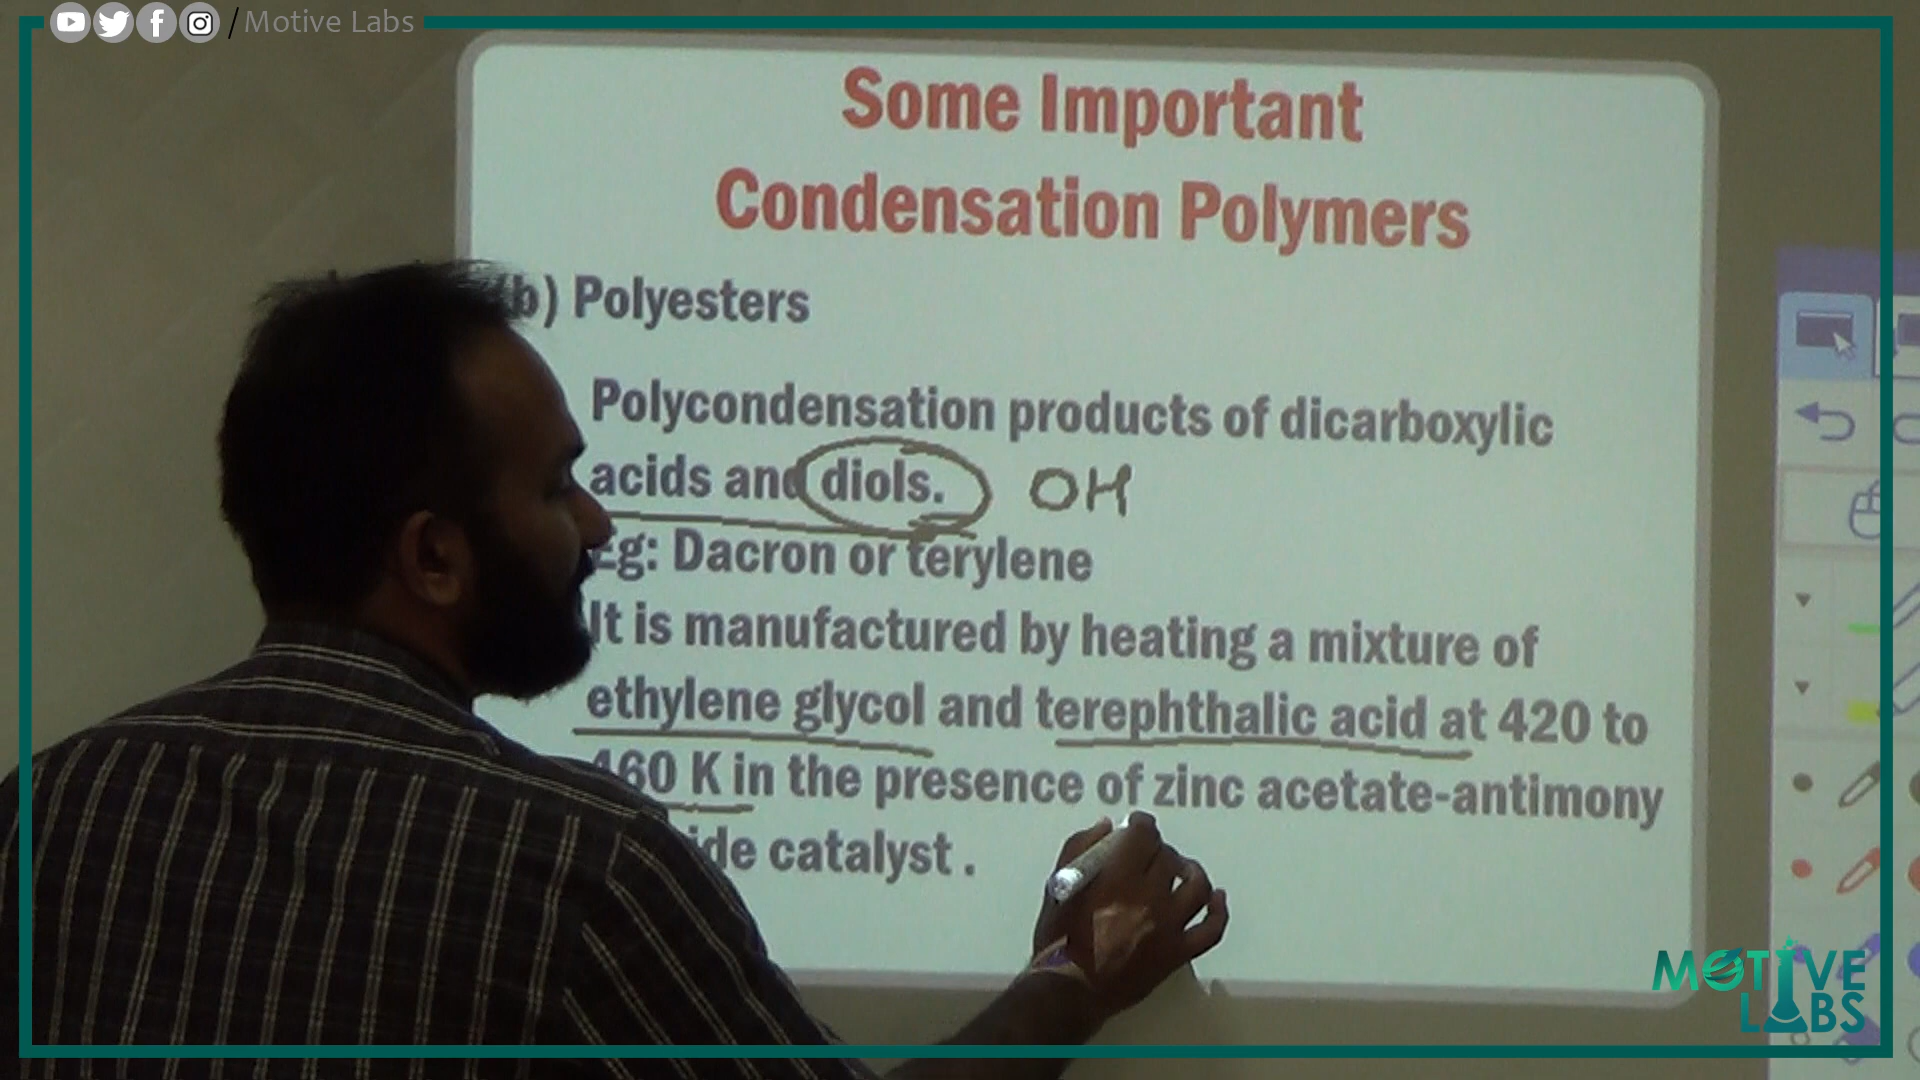 /Motive Labs
Some Important
Condensation Polymers
(b) Polyesters
Polycondensation products of dicarboxylic
acids and diols. OH
Eg: Dacron or terylene
It is manufactured by heating a mixture of
ethylene glycol and terephthalic acid at 420 to
460 K in the presence of zinc acetate-antimony
catalyst .
MOTIVE
LABS